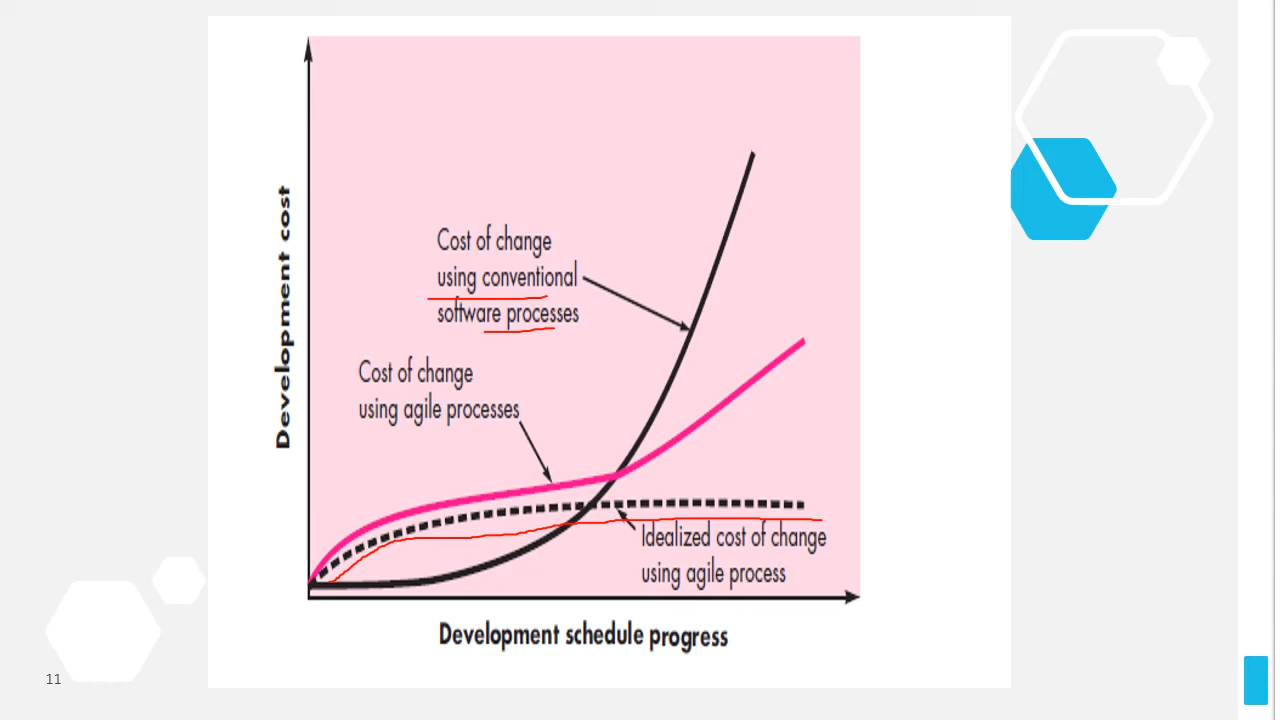 Development cost
Cost of change
using conventional
software processes
Cost of change
using agile processes
Idealized cost of change
using agile process
Development schedule progress
11